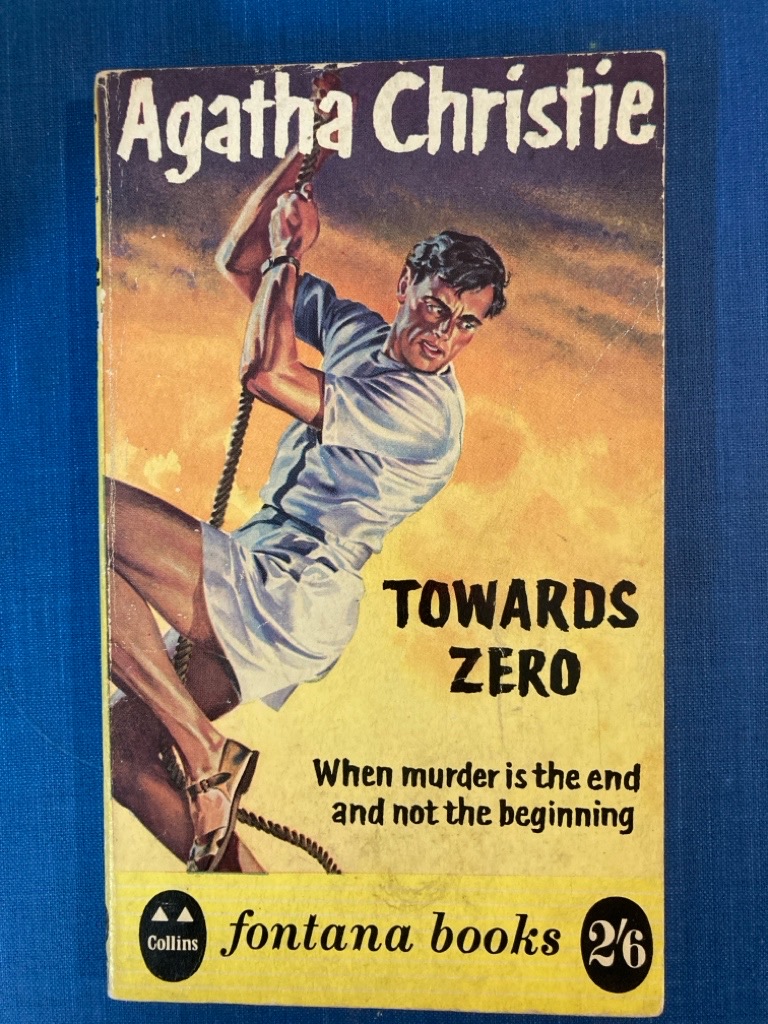 Agatha Christie
TOWARDS
ZERO
When murder is the end
and not the beginning
Collins
fontana books
2/6